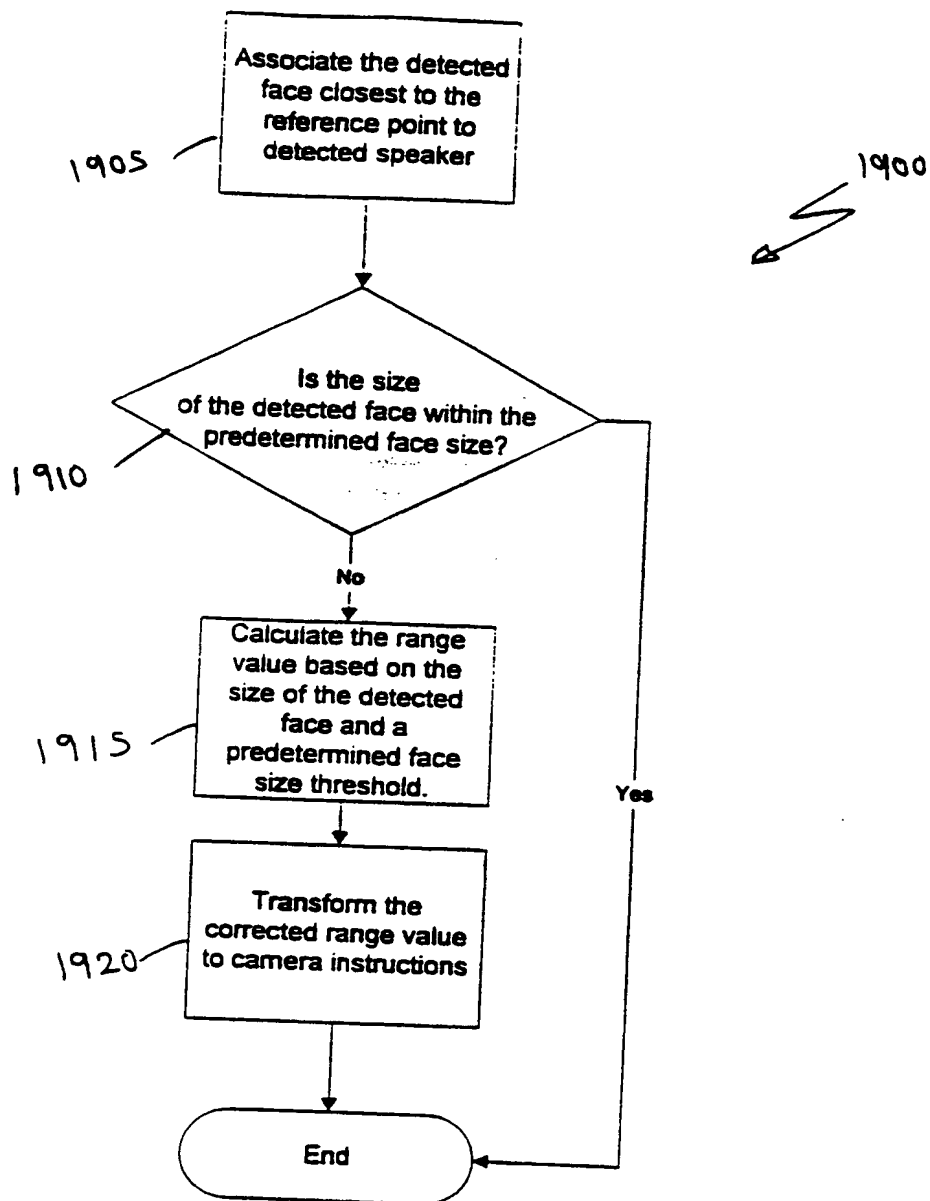 Associate the detected
face closest to the
reference point to
detected speaker
1905
1900
Is the size
of the detected face within the
predetermined face size?
1910
No
Calculate the range
value based on the
size of the detected
face and a
predetermined face
size threshold.
1915
Yes
Transform the
corrected range value
to camera instructions
1920
End